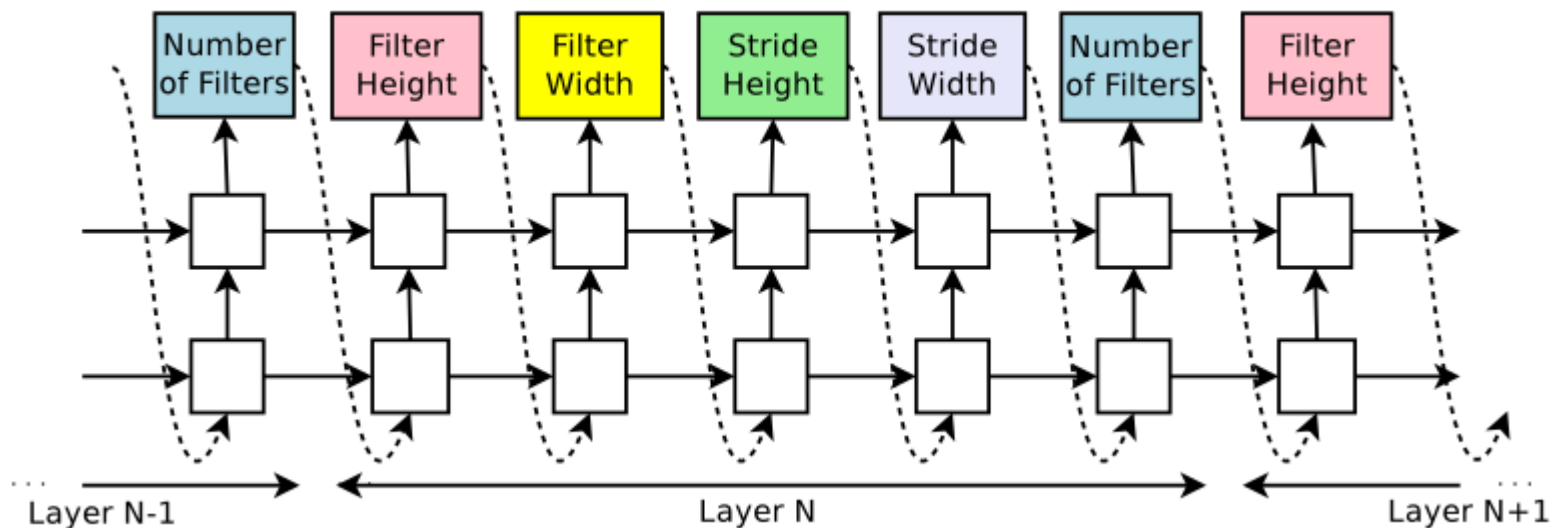 Number
of Filters
Filter
Height
Filter
Width
Stride
Height
Stride
Width
Number
of Filters
Filter
Height
...
Layer N-1
Layer N
...
Layer N+1